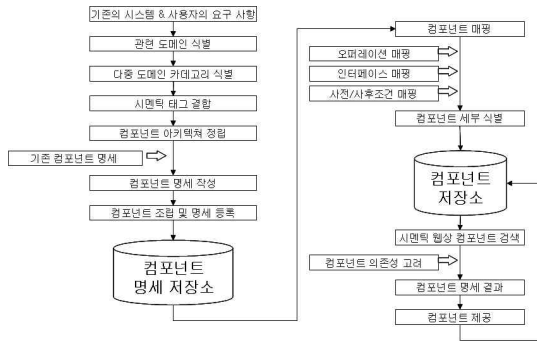 기존의 시스템 & 사용자의 요구 사항
관련 도메인 식별
다중 도메인 카데고리 식별
시멘틱 태그 결합
컴포넌트 아키텍쳐 정립
기존 컴포넌트 명세
컴포넌트 명세 작성
컴포넌트 조립 및 명세 등록
컴포넌트
명세 저장소
컴포넌트 매핑
오퍼레이션 매핑
인터페이스 매핑
사전/사후조건 매핑
컴포넌트 세부 식별
컴포넌트
저장소
시멘틱 웹상 컴포넌트 검색
컴포넌트 의존성 고려
컴포넌트 명세 결과
컴포넌트 제공